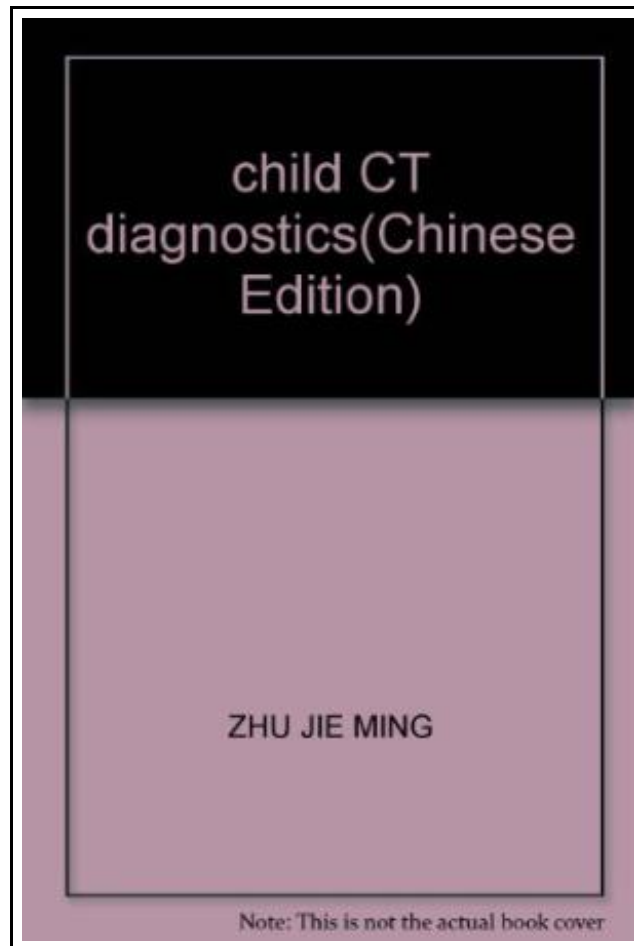 child CT
diagnostics(Chinese
Edition)
ZHU JIE MING
Note: This is not the actual book cover